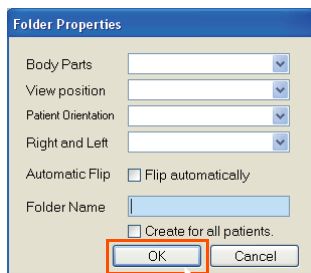 Folder Properties
Body Parts
View position
Patient Orientation
Right and Left
Automatic Flip Flip automatically
Folder Name
Create for all patients.
OK Cancel